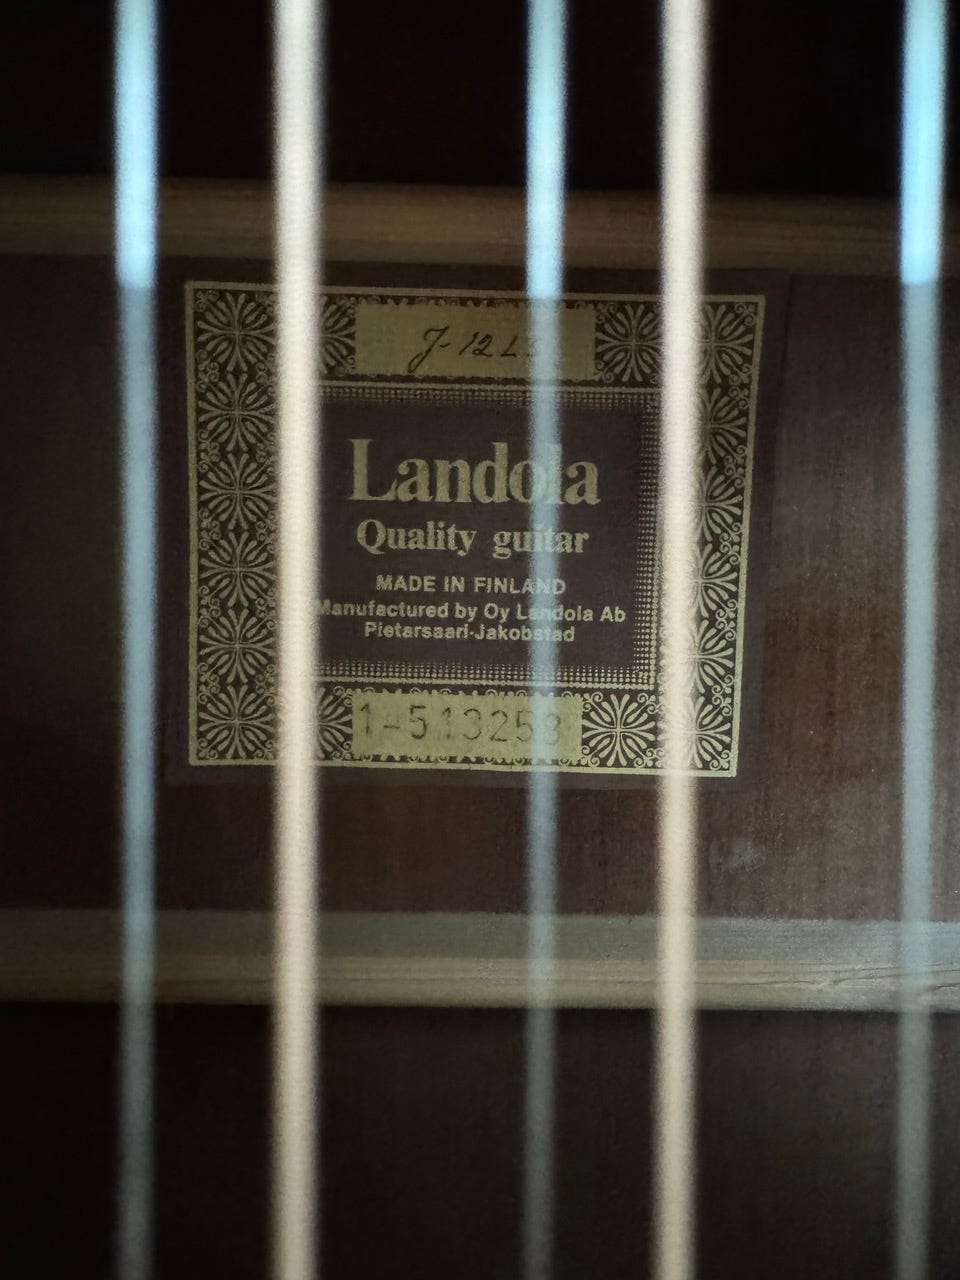 Landola
Quality guitar
MADE IN FINLAND
Manufactured by Oy Landola Ab
Pietarsaari-Jakobstad
1-513253